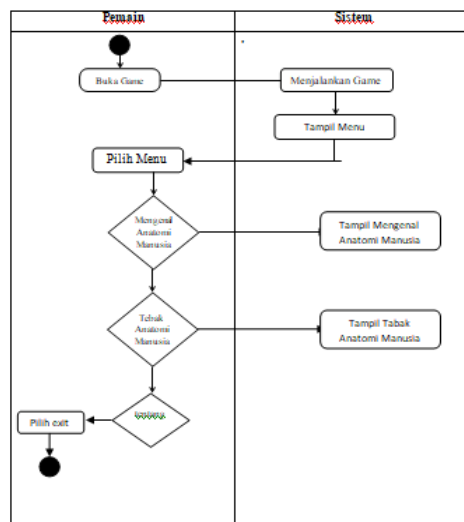 Pemain
Sistem
Buka Game
Menjalankan Game
Tampil Menu
Pilih Menu
Mengenal
Anatomi
Manusia
Tampil Mengenal
Anatomi Manusia
Tebak
Anatomi
Manusia
Tampil Tabak
Anatomi Manusia
Pilih exit